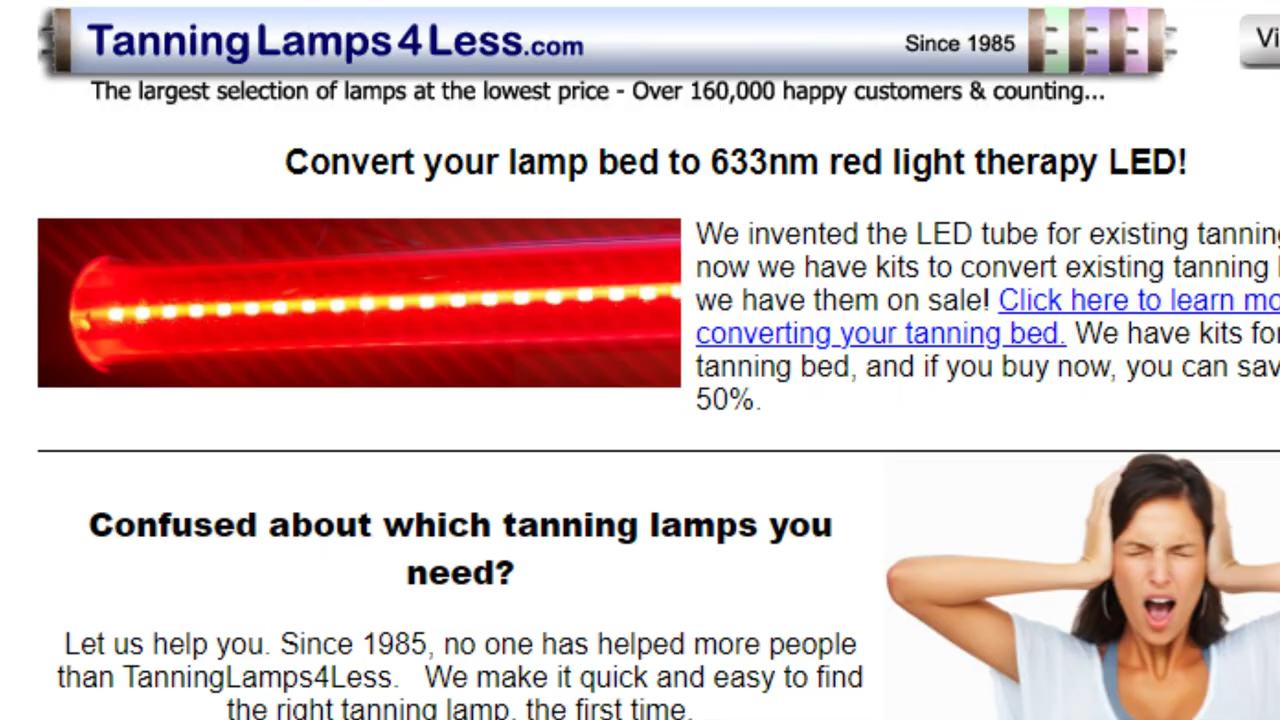 TanningLamps4Less.com
Since 1985
The largest selection of lamps at the lowest price - Over 160,000 happy customers & counting...
Convert your lamp bed to 633nm red light therapy LED!
We invented the LED tube for existing
now we have kits to convert existing tanning
we have them on sale! Click here to learn
converting your tanning bed. We have kits
tanning bed, and if you buy now, you can
50%.
Confused about which tanning lamps you
need?
Let us help you. Since 1985, no one has helped more people
than TanningLamps4Less. We make it quick and easy to find
the right tanning lamp, the first time.